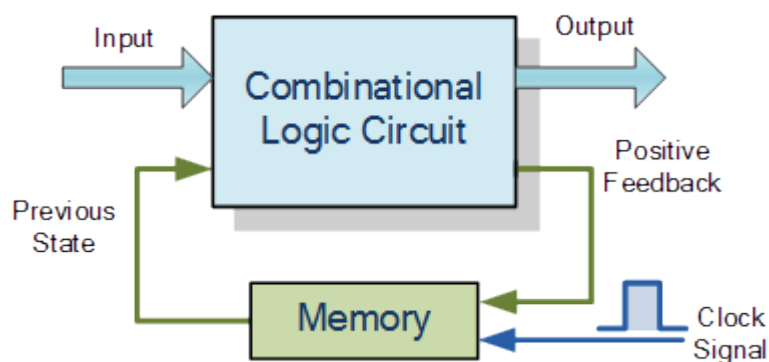 Input
Output
Combinational
Logic Circuit
Positive
Feedback
Previous
State
Memory
Clock
Signal